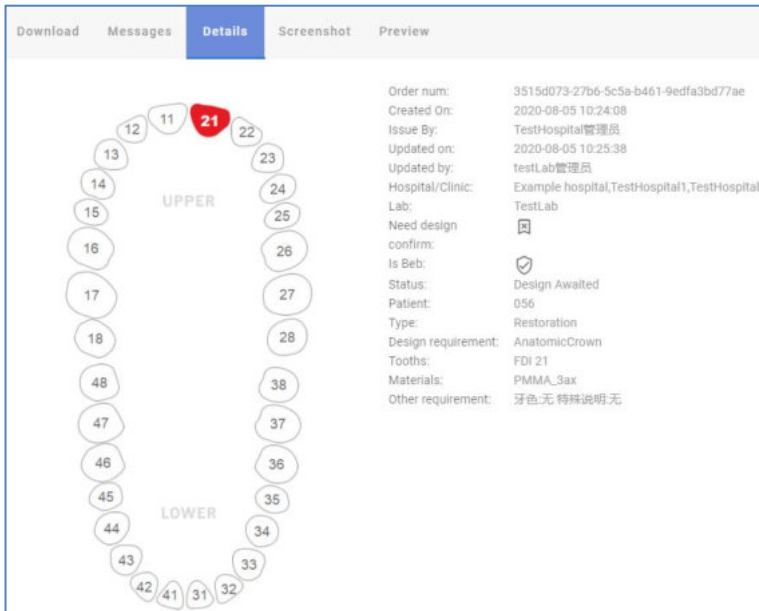 Download Messages Details Screenshot Preview
11 21 22
12
13 23
14 24
UPPER
15 25
16 26
17 27
18 28
48 38
47 37
46 36
45 35
LOWER
44 34
43 33
42 41 31 32
Order num: 3515d073-27b6-5c5a-b461-9edfa3bd77ae
Created On: 2020-08-05 10:24:08
Issue By: TestHospital管理员
Updated on: 2020-08-05 10:25:38
Updated by: testLab管理员
Hospital/Clinic: Example hospital,TestHospital1,TestHospital
Lab: TestLab
Need design
confirm:
Is Beb:
Status: Design Awaited
Patient: 056
Type: Restoration
Design requirement: AnatomicCrown
Tooths: FDI 21
Materials: PMMA_3ax
Other requirement: 牙色:无 特殊说明:无